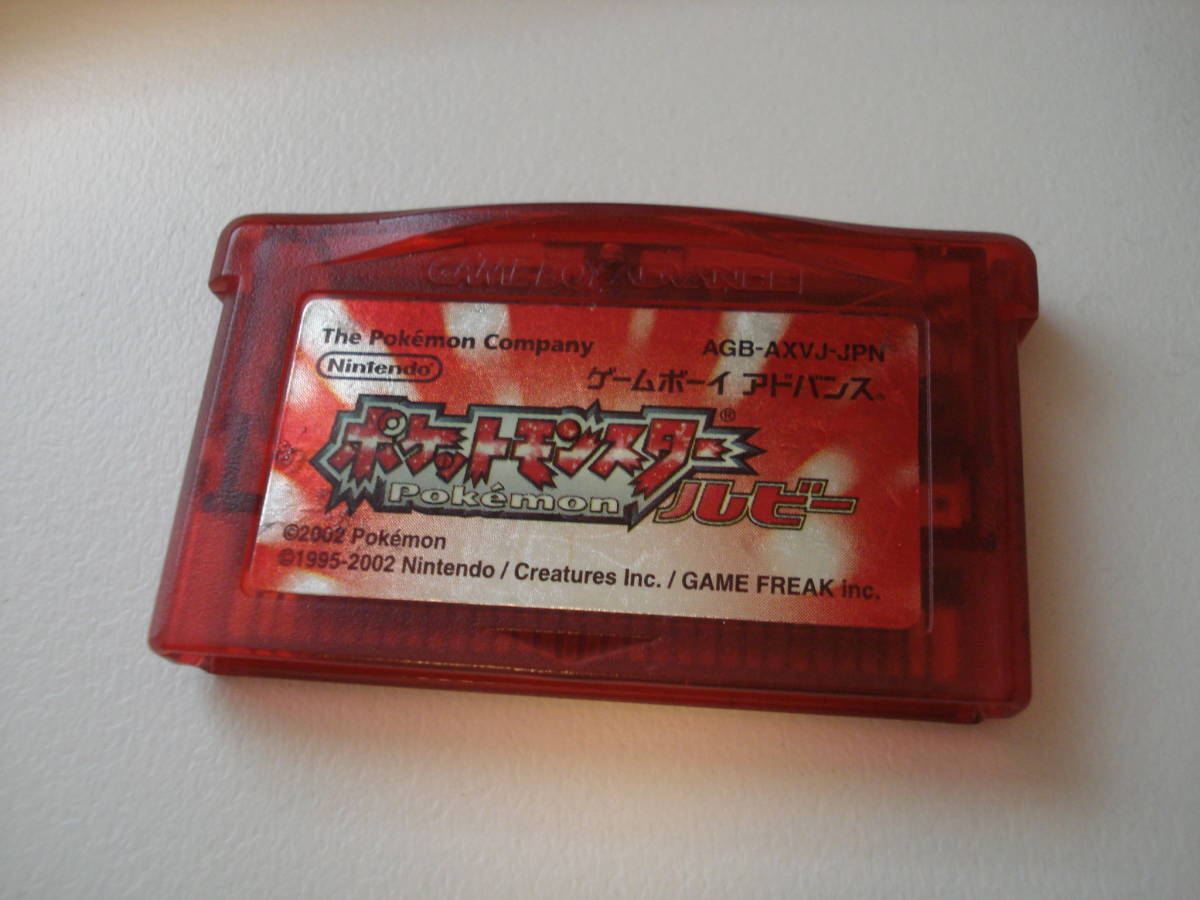 GAME BOY ADVANCE
The Pokémon Company AGB-AXVJ-JPN
Nintendo® ゲームボーイ アドバンス®
ポケットモンスター®
Pokémon ルビー
©2002 Pokémon
©1995-2002 Nintendo / Creatures Inc. / GAME FREAK inc.